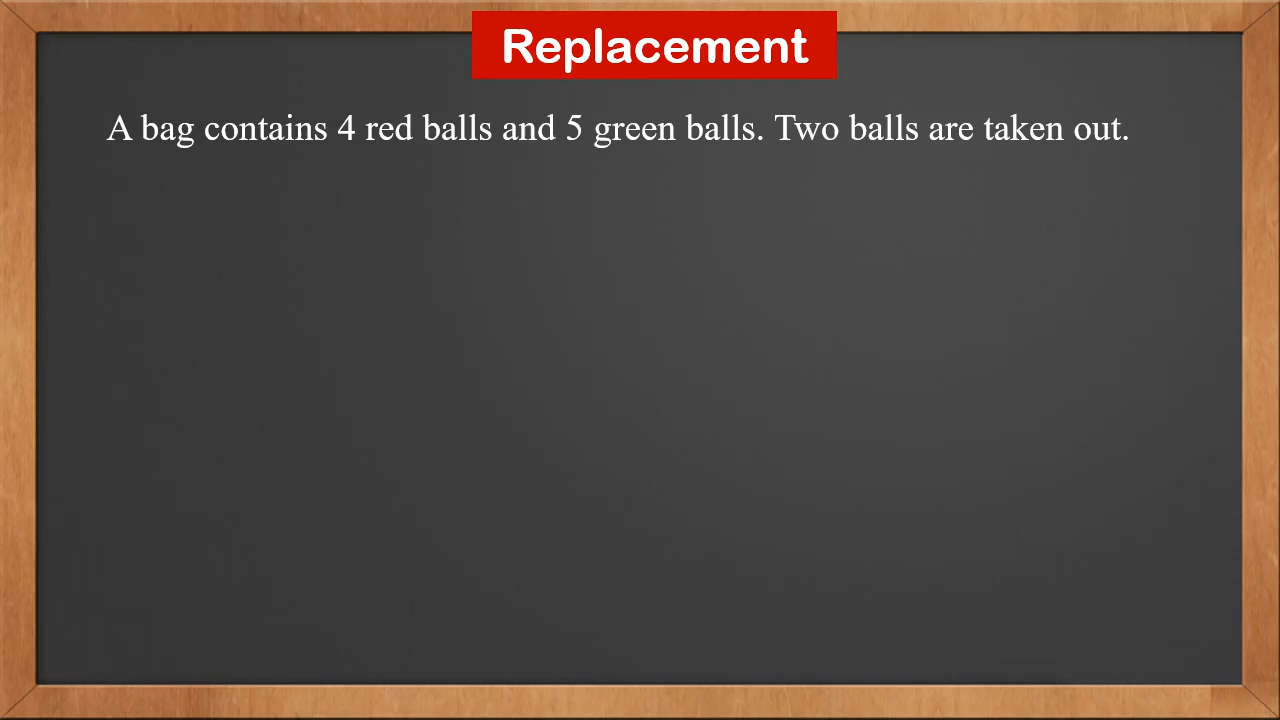 Replacement
A bag contains 4 red balls and 5 green balls. Two balls are taken out.